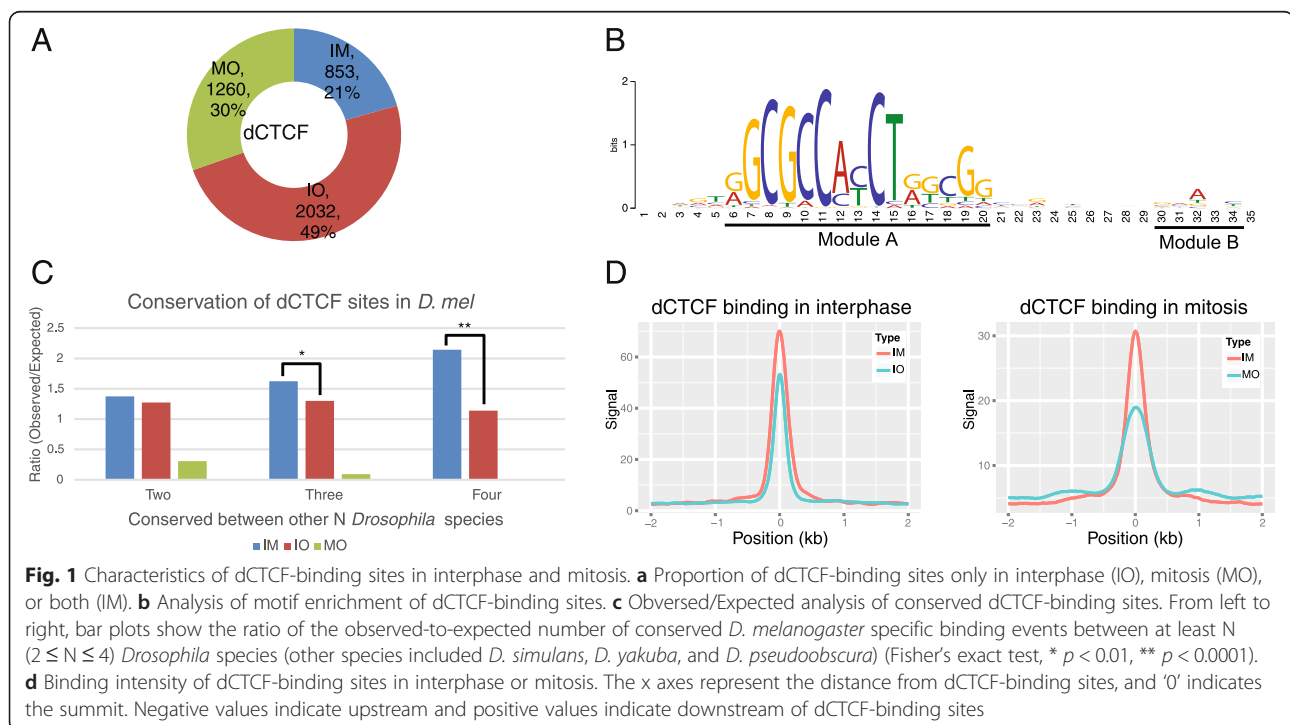 A
MO,
1260,
30%
IM,
853,
21%
dCTCF
IO,
2032,
49%
B
bits
2
1
0
1 2 3 4 5 6 7 8 9 10 11 12 13 14 15 16 17 18 19 20 21 22 23 24 25 26 27 28 29 30 31 32 33 34 35
Module A
Module B
C
Conservation of dCTCF sites in D. mel
Ratio (Observed/Expected)
2.5
2
1.5
1
0.5
0
*
**
Two Three Four
Conserved between other N Drosophila species
IM IO MO
D
dCTCF binding in interphase
Signal
60
40
20
0
Type
IM
IO
−2 −1 0 1 2
Position (kb)
dCTCF binding in mitosis
Signal
30
20
10
Type
IM
MO
−2 −1 0 1 2
Position (kb)
Fig. 1 Characteristics of dCTCF-binding sites in interphase and mitosis. a Proportion of dCTCF-binding sites only in interphase (IO), mitosis (MO),
or both (IM). b Analysis of motif enrichment of dCTCF-binding sites. c Obversed/Expected analysis of conserved dCTCF-binding sites. From left to
right, bar plots show the ratio of the observed-to-expected number of conserved D. melanogaster specific binding events between at least N
(2 ≤ N ≤ 4) Drosophila species (other species included D. simulans, D. yakuba, and D. pseudoobscura) (Fisher's exact test, * p < 0.01, ** p < 0.0001).
d Binding intensity of dCTCF-binding sites in interphase or mitosis. The x axes represent the distance from dCTCF-binding sites, and '0' indicates
the summit. Negative values indicate upstream and positive values indicate downstream of dCTCF-binding sites